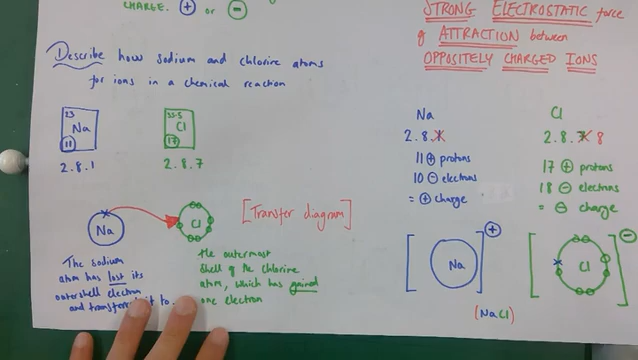 CHARGE. + or -
Describe how sodium and chlorine atoms
for ions in a chemical reaction
23
Na
11
2.8.1
35.5
Cl
17
2.8.7
Na
Cl
[Transfer diagram]
The sodium
atom has lost its
outershell electron
and transferred it to
the outermost
shell of the chlorine
atom, which has gained
one electron
STRONG ELECTROSTATIC force
of ATTRACTION between
OPPOSITELY CHARGED IONS
Na
2.8.1
11 + protons
10 - electrons
= + charge
[Na]+
Cl
2.8.7 8
17 + protons
18 - electrons
= - charge
[Cl]-
(NaCl)